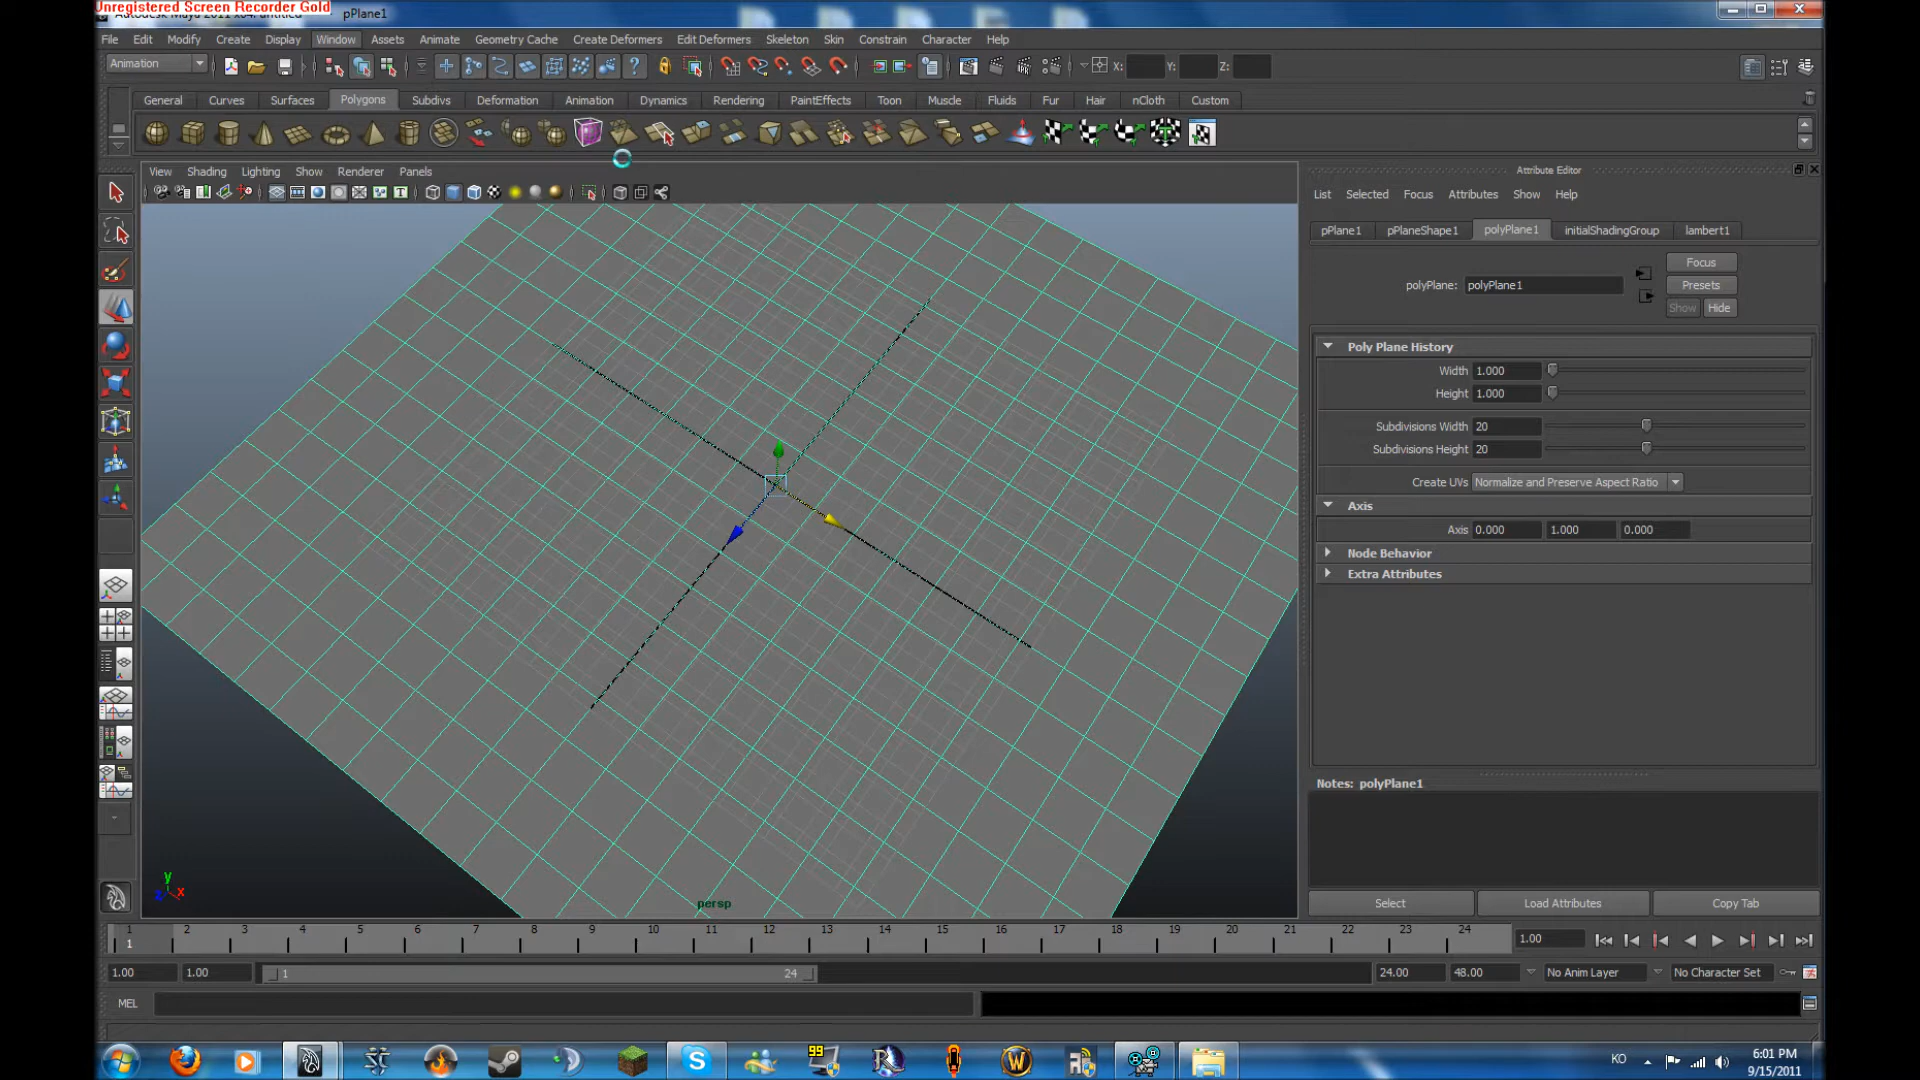 Unregistered Screen Recorder Gold
Autodesk Maya 2011 x64: untitled    pPlane1
File Edit Modify Create Display Window Assets Animate Geometry Cache Create Deformers Edit Deformers Skeleton Skin Constrain Character Help
Animation X: Y: Z:
General Curves Surfaces Polygons Subdivs Deformation Animation Dynamics Rendering PaintEffects Toon Muscle Fluids Fur Hair nCloth Custom
View Shading Lighting Show Renderer Panels
Attribute Editor
List Selected Focus Attributes Show Help
pPlane1 pPlaneShape1 polyPlane1 initialShadingGroup lambert1
polyPlane: polyPlane1
Focus
Presets
Show Hide
Poly Plane History
Width 1.000
Height 1.000
Subdivisions Width 20
Subdivisions Height 20
Create UVs Normalize and Preserve Aspect Ratio
Axis
Axis 0.000 1.000 0.000
Node Behavior
Extra Attributes
Notes: polyPlane1
Select Load Attributes Copy Tab
y
x
persp
1 2 3 4 5 6 7 8 9 10 11 12 13 14 15 16 17 18 19 20 21 22 23 24
1 1.00
1.00 1.00 1 24 24.00 48.00 No Anim Layer No Character Set
MEL
99
KO
6:01 PM
9/15/2011